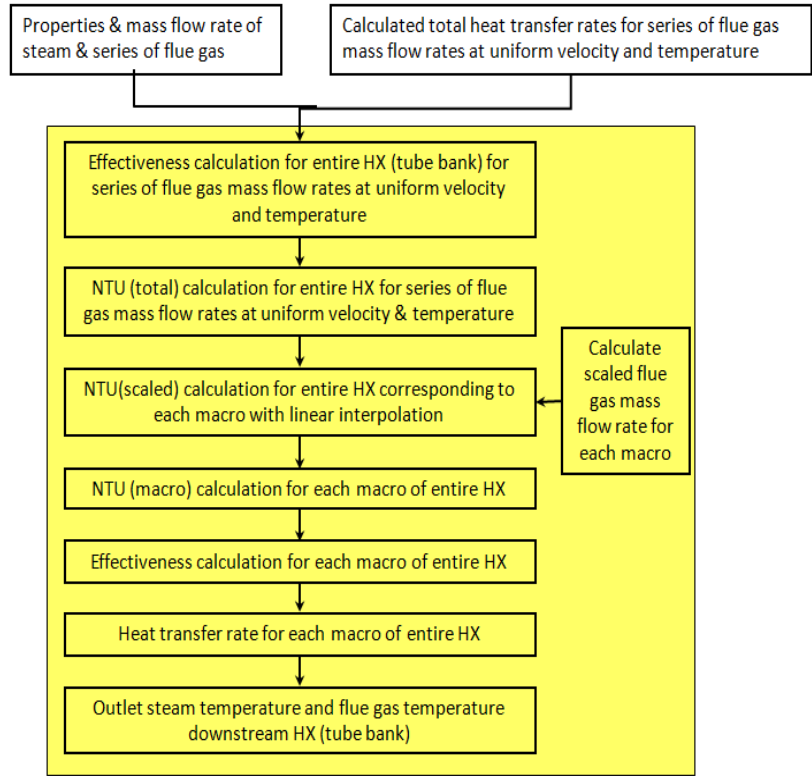 Properties & mass flow rate of
steam & series of flue gas
Calculated total heat transfer rates for series of flue gas
mass flow rates at uniform velocity and temperature
Effectiveness calculation for entire HX (tube bank) for
series of flue gas mass flow rates at uniform velocity
and temperature
NTU (total) calculation for entire HX for series of flue
gas mass flow rates at uniform velocity & temperature
NTU(scaled) calculation for entire HX corresponding to
each macro with linear interpolation
Calculate
scaled flue
gas mass
flow rate for
each macro
NTU (macro) calculation for each macro of entire HX
Effectiveness calculation for each macro of entire HX
Heat transfer rate for each macro of entire HX
Outlet steam temperature and flue gas temperature
downstream HX (tube bank)